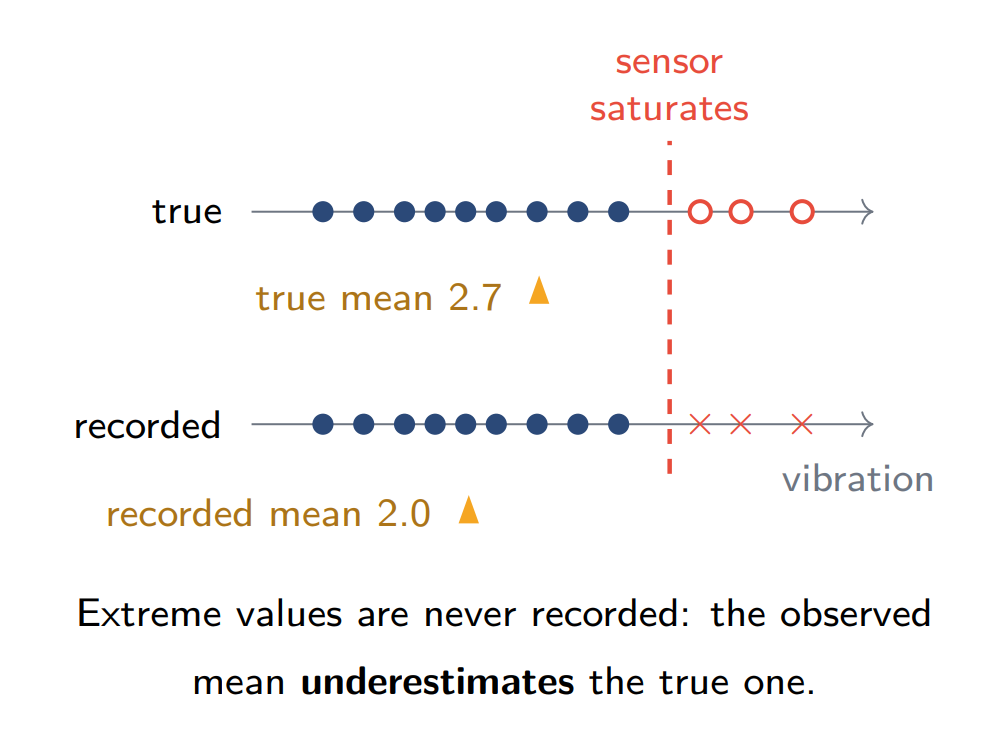 sensor
saturates
true
true mean 2.7
recorded
vibration
recorded mean 2.0
Extreme values are never recorded: the observed
mean underestimates the true one.